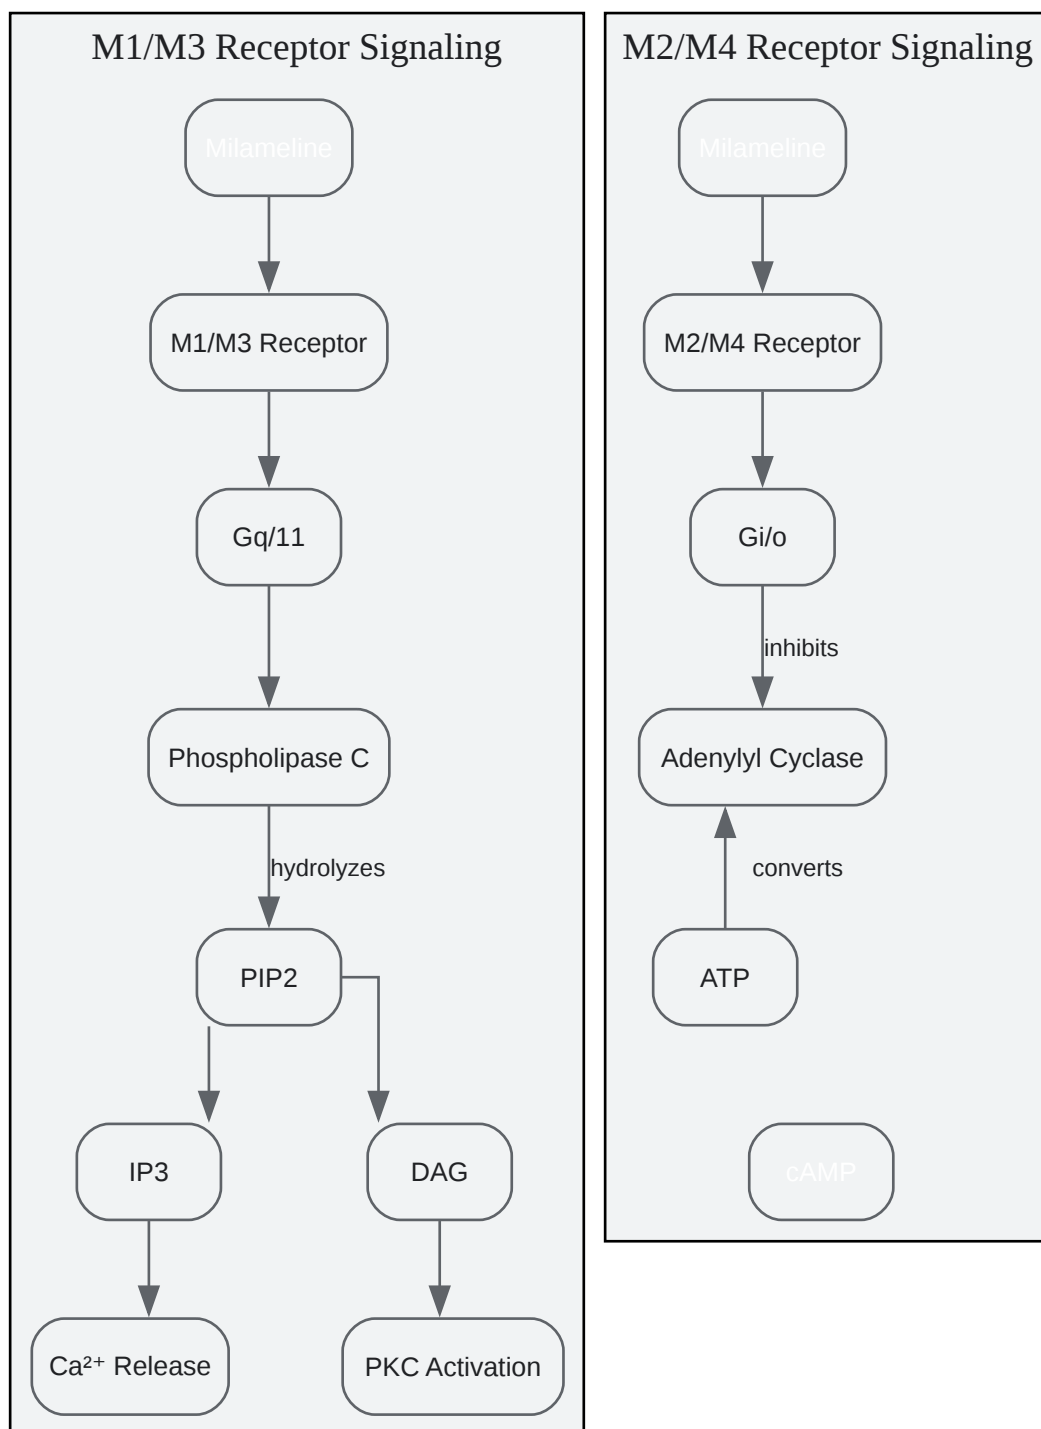 M1/M3 Receptor Signaling
Milameline
M1/M3 Receptor
Gq/11
Phospholipase C
hydrolyzes
PIP2
IP3
DAG
Ca²⁺ Release
PKC Activation
M2/M4 Receptor Signaling
Milameline
M2/M4 Receptor
Gi/o
inhibits
Adenylyl Cyclase
converts
ATP
cAMP